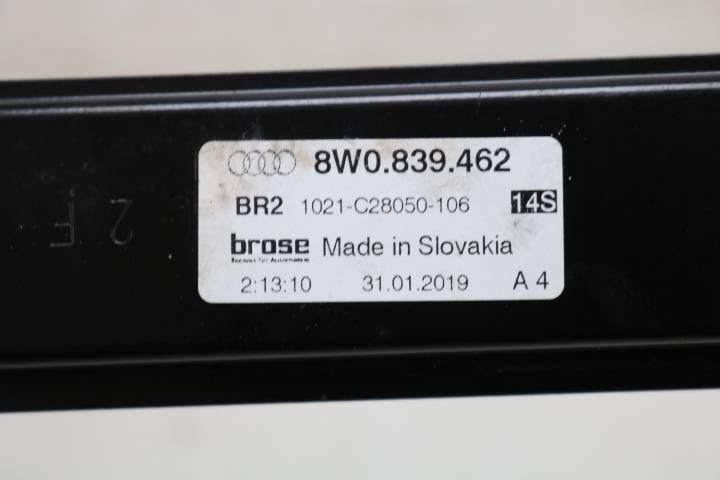 8W0.839.462
BR2 1021-C28050-106 14S
brose Made in Slovakia
2:13:10 31.01.2019 A 4
2 F